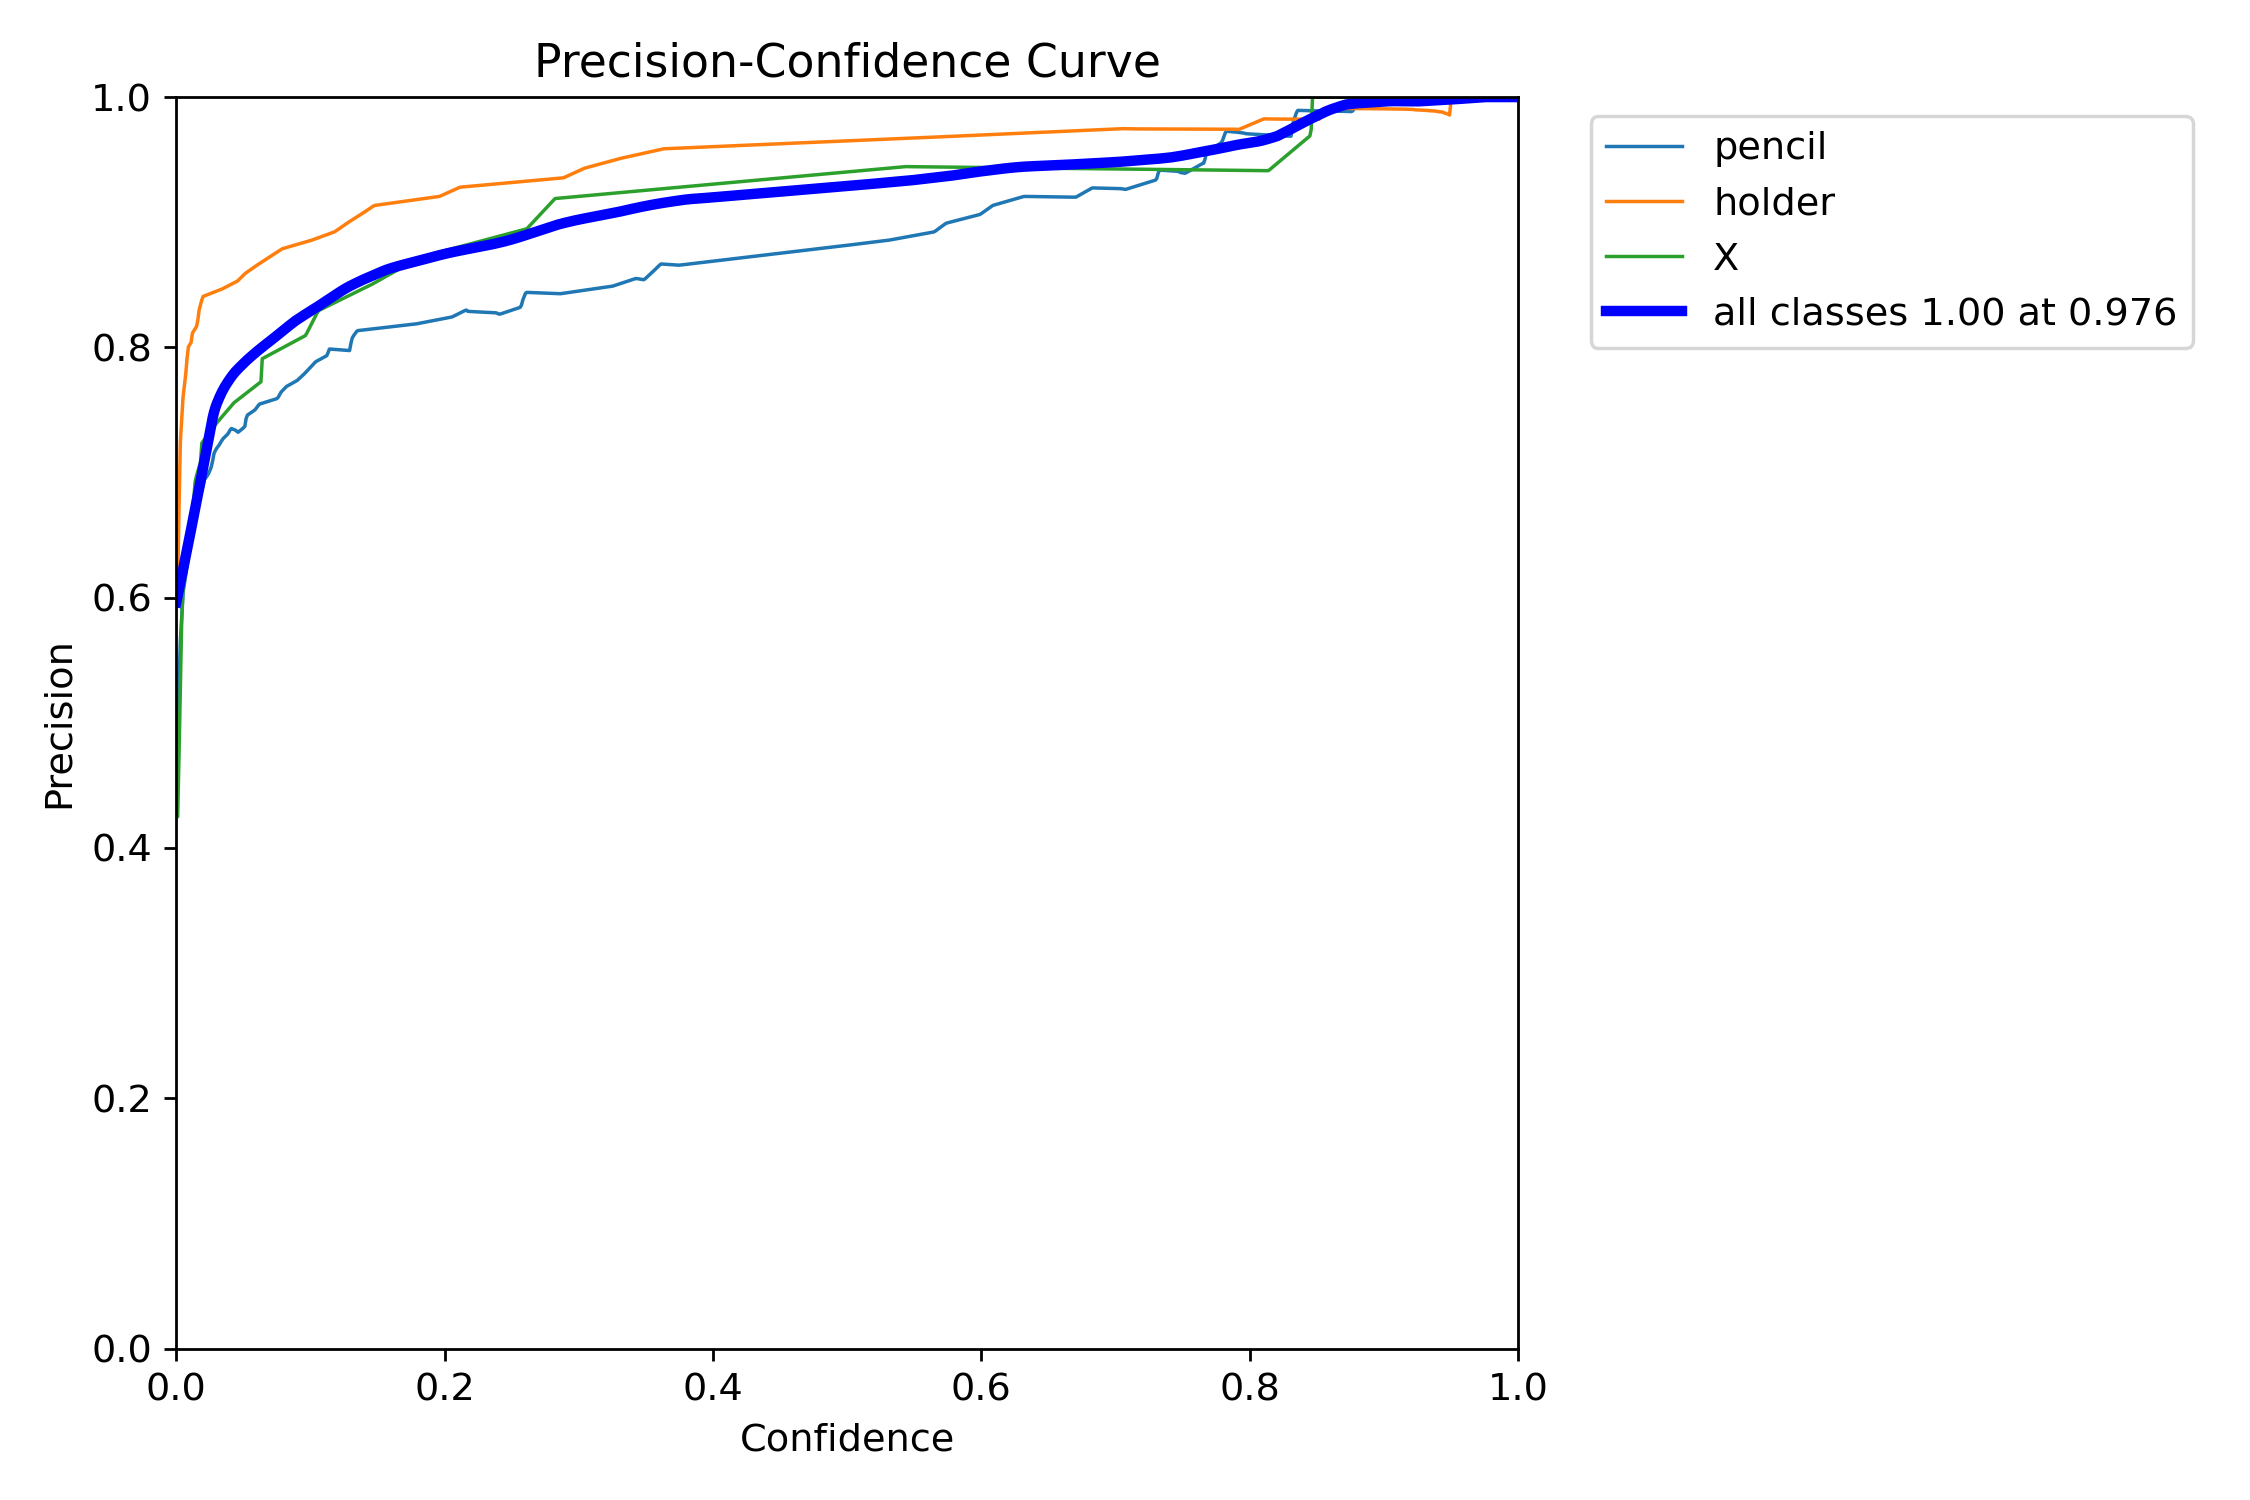 Precision-Confidence Curve
1.0
0.8
0.6
0.4
0.2
0.0
Precision
0.0 0.2 0.4 0.6 0.8 1.0
Confidence
pencil
holder
X
all classes 1.00 at 0.976